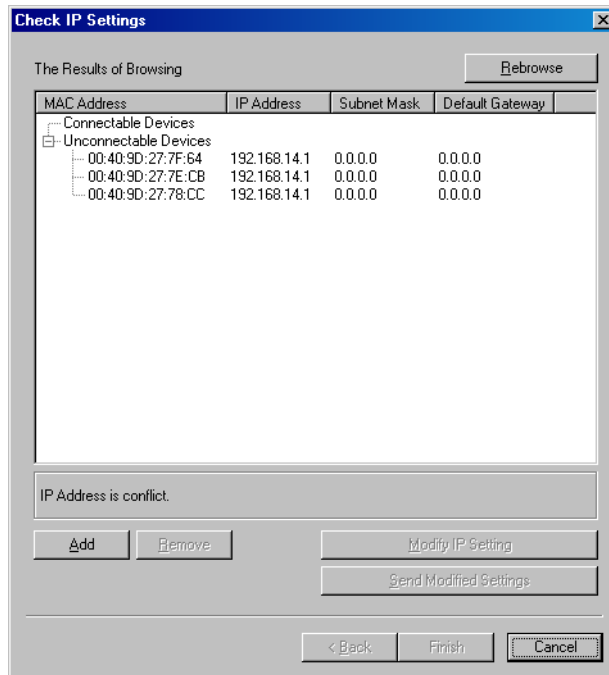 Check IP Settings
The Results of Browsing
Rebrowse
MAC Address IP Address Subnet Mask Default Gateway
Connectable Devices
Unconnectable Devices
00:40:9D:27:7F:64 192.168.14.1 0.0.0.0 0.0.0.0
00:40:9D:27:7E:CB 192.168.14.1 0.0.0.0 0.0.0.0
00:40:9D:27:78:CC 192.168.14.1 0.0.0.0 0.0.0.0
IP Address is conflict.
Add Remove Modify IP Setting
Send Modified Settings
< Back Finish Cancel